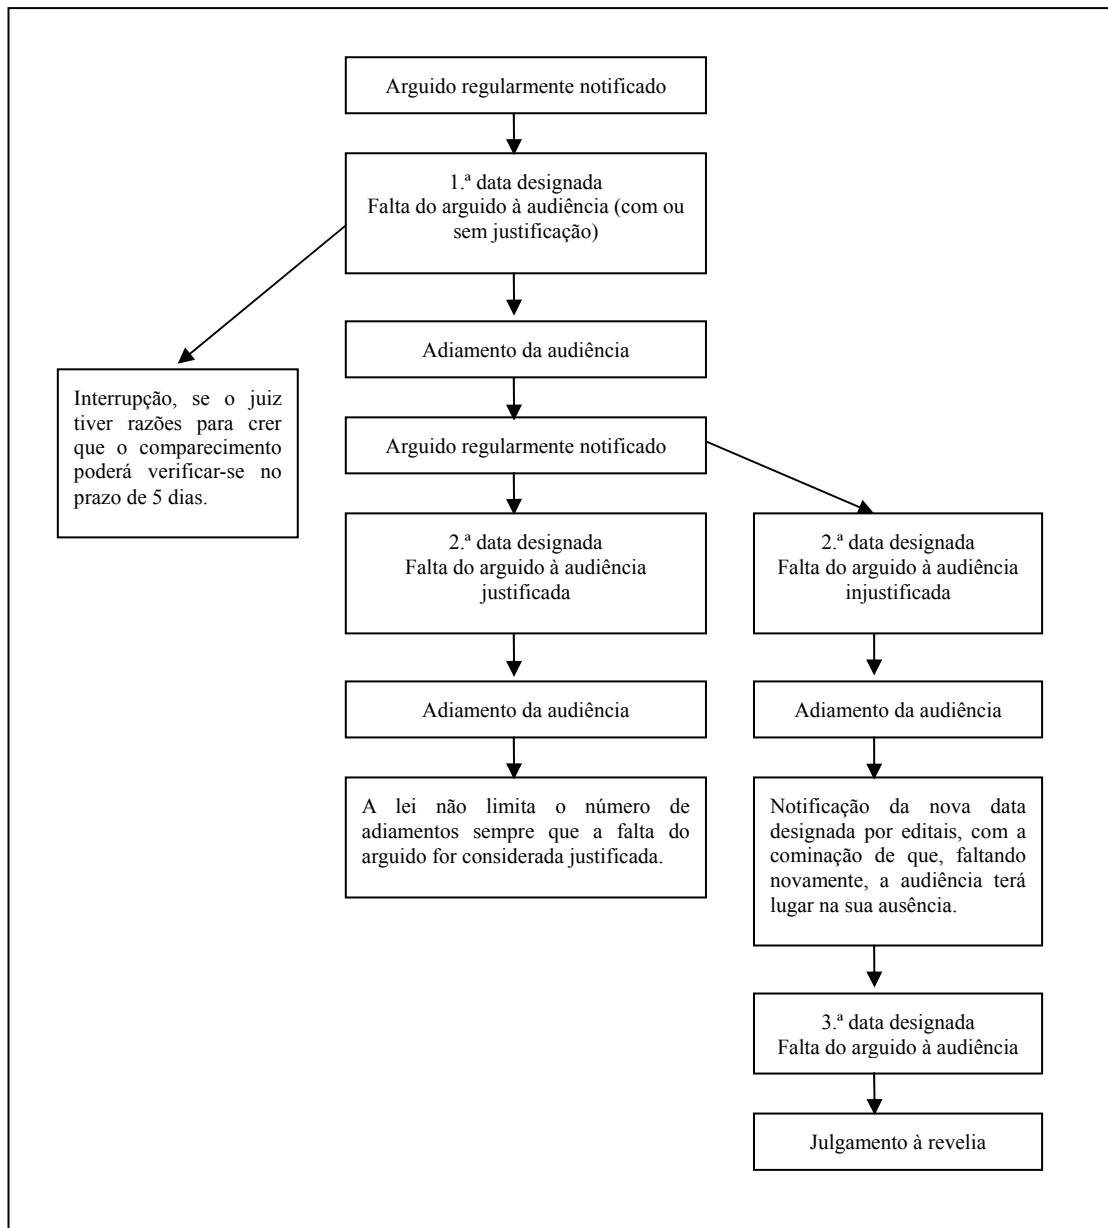 Arguido regularmente notificado
1.ª data designada
Falta do arguido à audiência (com ou
sem justificação)
Adiamento da audiência
Interrupção, se o juiz
tiver razões para crer
que o comparecimento
poderá verificar-se no
prazo de 5 dias.
Arguido regularmente notificado
2.ª data designada
Falta do arguido à audiência
justificada
2.ª data designada
Falta do arguido à audiência
injustificada
Adiamento da audiência
Adiamento da audiência
A lei não limita o número de
adiamentos sempre que a falta do
arguido for considerada justificada.
Notificação da nova data
designada por editais, com a
cominação de que, faltando
novamente, a audiência terá
lugar na sua ausência.
3.ª data designada
Falta do arguido à audiência
Julgamento à revelia